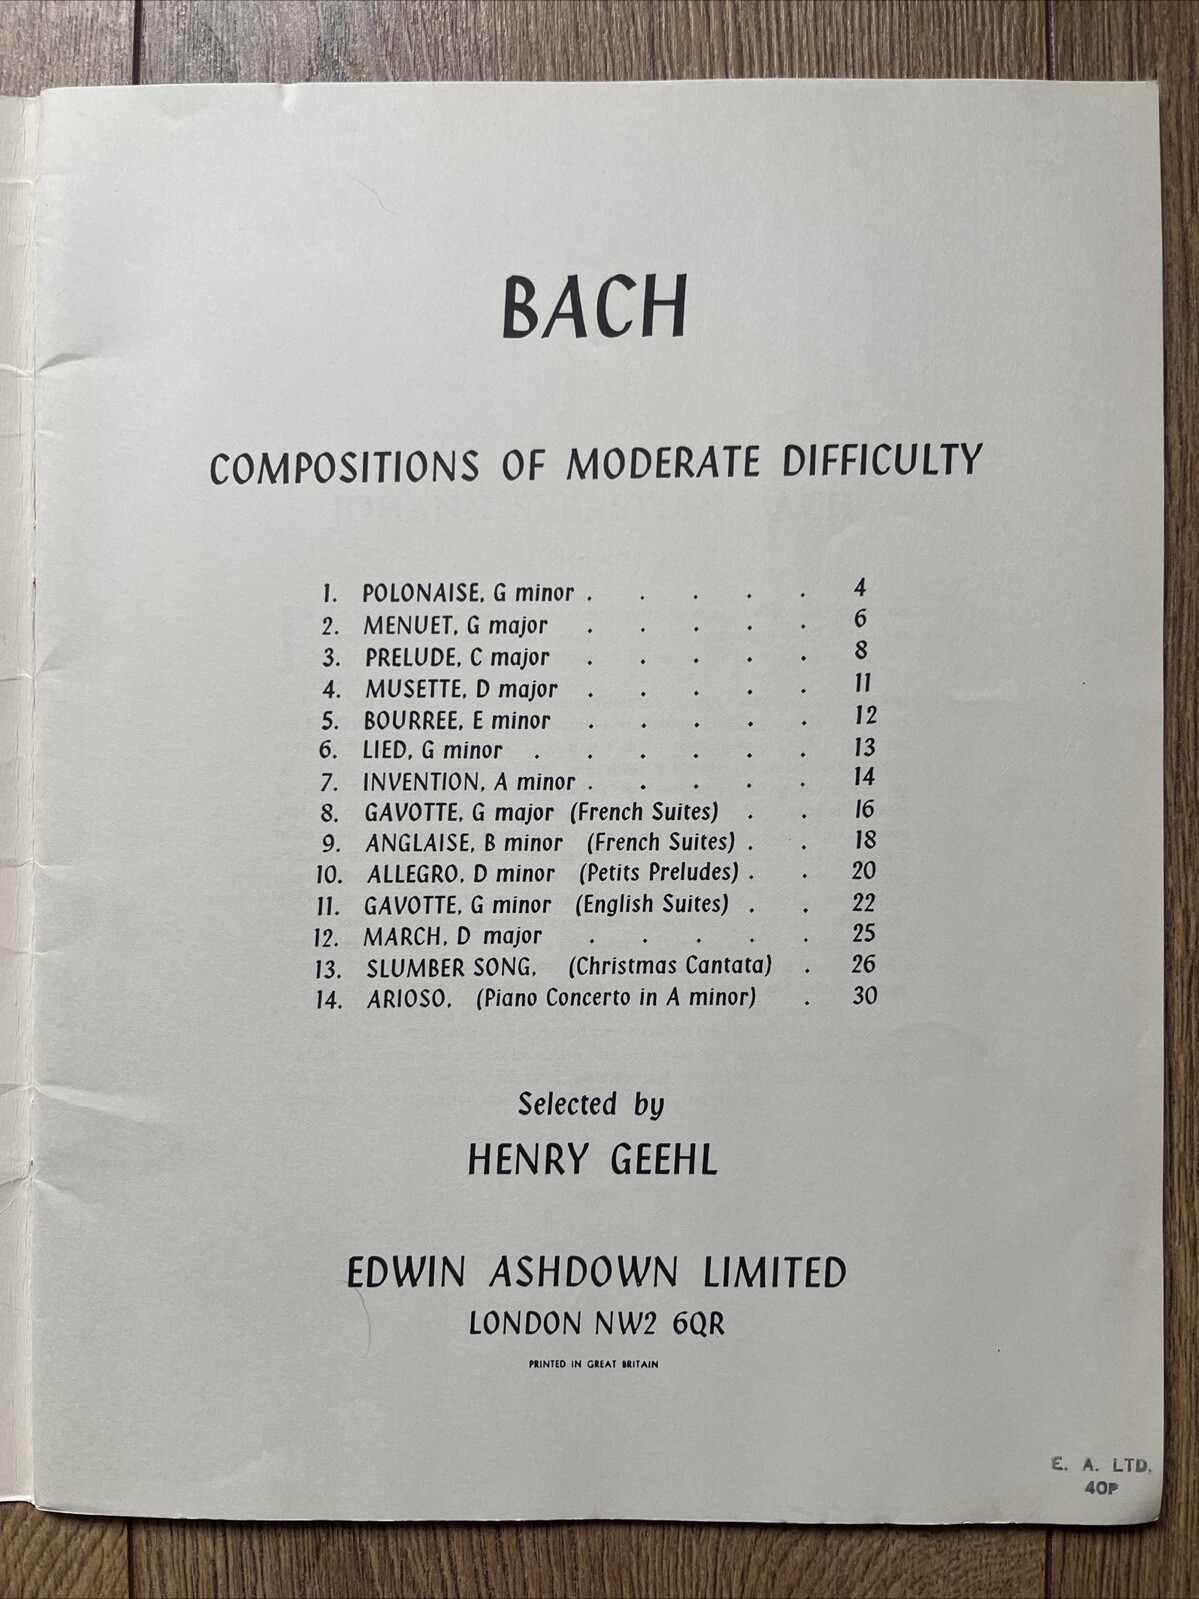 BACH
COMPOSITIONS OF MODERATE DIFFICULTY
1. POLONAISE, G minor . . . . . 4
2. MENUET, G major . . . . . 6
3. PRELUDE, C major . . . . . 8
4. MUSETTE, D major . . . . . 11
5. BOURREE, E minor . . . . . 12
6. LIED, G minor . . . . . . 13
7. INVENTION, A minor . . . . . 14
8. GAVOTTE, G major (French Suites) . . 16
9. ANGLAISE, B minor (French Suites) . . 18
10. ALLEGRO, D minor (Petits Preludes) . . 20
11. GAVOTTE, G minor (English Suites) . . 22
12. MARCH, D major . . . . . 25
13. SLUMBER SONG, (Christmas Cantata) . 26
14. ARIOSO, (Piano Concerto in A minor) . 30
Selected by
HENRY GEEHL
EDWIN ASHDOWN LIMITED
LONDON NW2 6QR
PRINTED IN GREAT BRITAIN
E. A. LTD.
40P